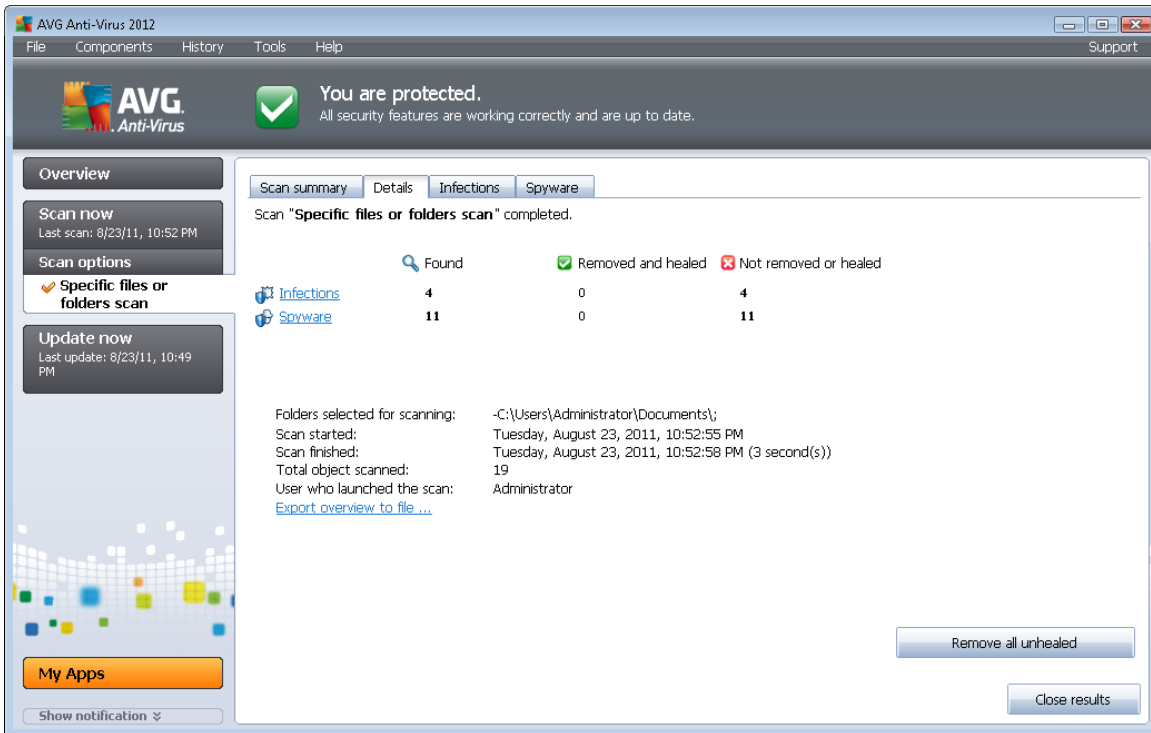 AVG Anti-Virus 2012
File Components History Tools Help Support
AVG.
Anti-Virus
You are protected.
All security features are working correctly and are up to date.
Overview
Scan now
Last scan: 8/23/11, 10:52 PM
Scan options
Specific files or
folders scan
Update now
Last update: 8/23/11, 10:49
PM
My Apps
Show notification
Scan summary Details Infections Spyware
Scan "Specific files or folders scan" completed.
Found Removed and healed Not removed or healed
Infections 4 0 4
Spyware 11 0 11
Folders selected for scanning: -C:\Users\Administrator\Documents\;
Scan started: Tuesday, August 23, 2011, 10:52:55 PM
Scan finished: Tuesday, August 23, 2011, 10:52:58 PM (3 second(s))
Total object scanned: 19
User who launched the scan: Administrator
Export overview to file ...
Remove all unhealed
Close results